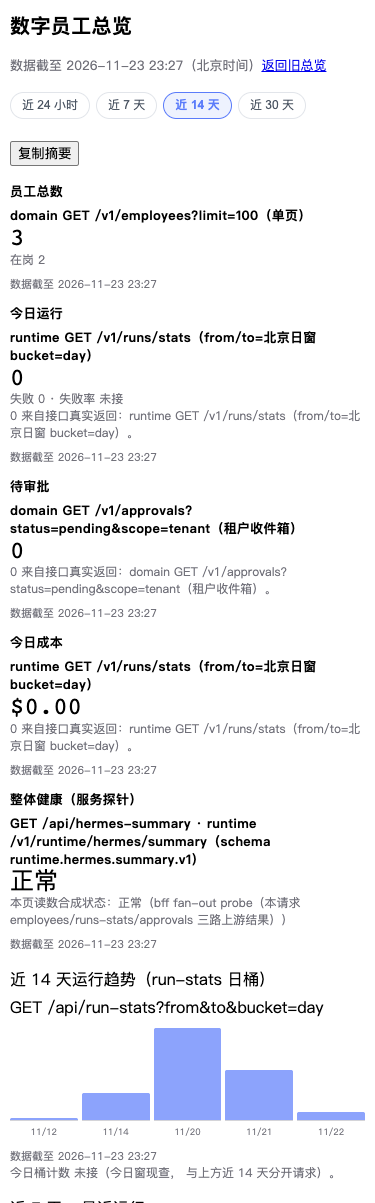 数字员工总览
数据截至 2026-11-23 23:27（北京时间）返回旧总览
近 24 小时 近 7 天 近 14 天 近 30 天
复制摘要
员工总数
domain GET /v1/employees?limit=100（单页）
3
在岗 2
数据截至 2026-11-23 23:27
今日运行
runtime GET /v1/runs/stats（from/to=北京日窗
bucket=day）
0
失败 0 · 失败率 未接
0 来自接口真实返回：runtime GET /v1/runs/stats（from/to=北
京日窗 bucket=day）。
数据截至 2026-11-23 23:27
待审批
domain GET /v1/approvals?
status=pending&scope=tenant（租户收件箱）
0
0 来自接口真实返回：domain GET /v1/approvals?
status=pending&scope=tenant（租户收件箱）。
数据截至 2026-11-23 23:27
今日成本
runtime GET /v1/runs/stats（from/to=北京日窗
bucket=day）
$0.00
0 来自接口真实返回：runtime GET /v1/runs/stats（from/to=北
京日窗 bucket=day）。
数据截至 2026-11-23 23:27
整体健康（服务探针）
GET /api/hermes-summary · runtime
/v1/runtime/hermes/summary（schema
runtime.hermes.summary.v1)
正常
本页读数合成状态：正常（bff fan-out probe（本请求
employees/runs-stats/approvals 三路上游结果））
数据截至 2026-11-23 23:27
近 14 天运行趋势（run-stats 日桶）
GET /api/run-stats?from&to&bucket=day
11/12 11/14 11/20 11/21 11/22
数据截至 2026-11-23 23:27
今日桶计数 未接（今日窗现查， 与上方近 14 天分开请求）。